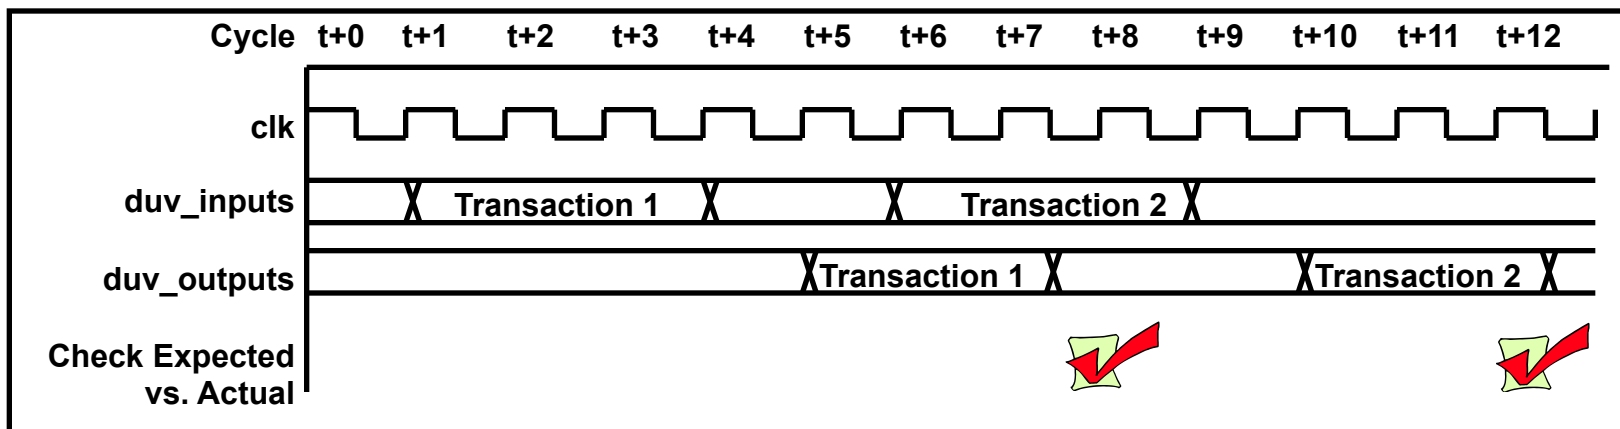 Cycle t+0 t+1 t+2 t+3 t+4 t+5 t+6 t+7 t+8 t+9 t+10 t+11 t+12
clk
duv_inputs Transaction 1 Transaction 2
duv_outputs Transaction 1 Transaction 2
Check Expected
vs. Actual